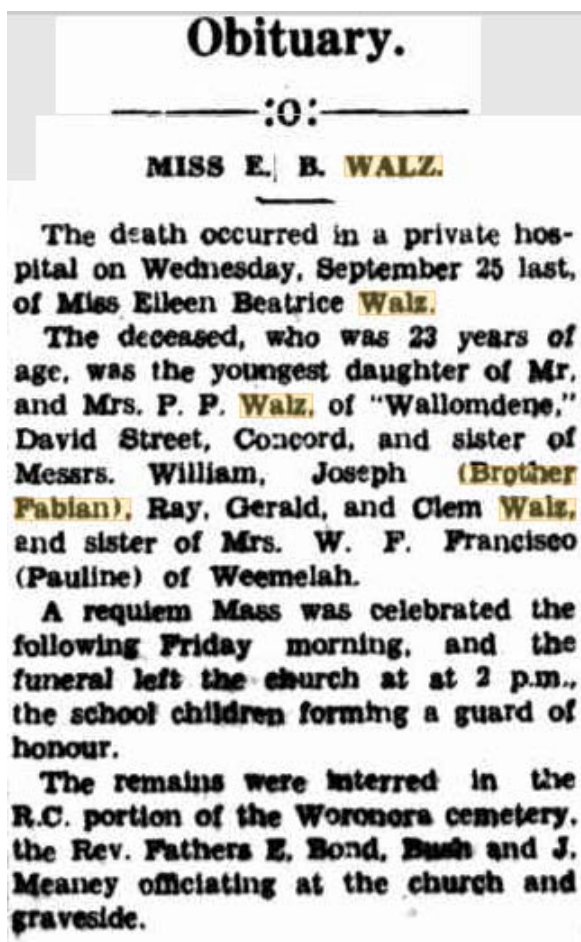 Obituary.
:o:
MISS E. B. WALZ.
The death occurred in a private hos-
pital on Wednesday, September 25 last,
of Miss Eileen Beatrice Walz.
The deceased, who was 23 years of
age, was the youngest daughter of Mr.
and Mrs. P. P. Walz, of "Wallomdene,"
David Street, Concord, and sister of
Messrs. William, Joseph (Brother
Fabian), Ray, Gerald, and Clem Walz,
and sister of Mrs. W. F. Francisco
(Pauline) of Weemelah.
A requiem Mass was celebrated the
following Friday morning, and the
funeral left the church at at 2 p.m.,
the school children forming a guard of
honour.
The remains were interred in the
R.C. portion of the Woronora cemetery,
the Rev. Fathers E. Bond, Bush and J.
Meaney officiating at the church and
graveside.